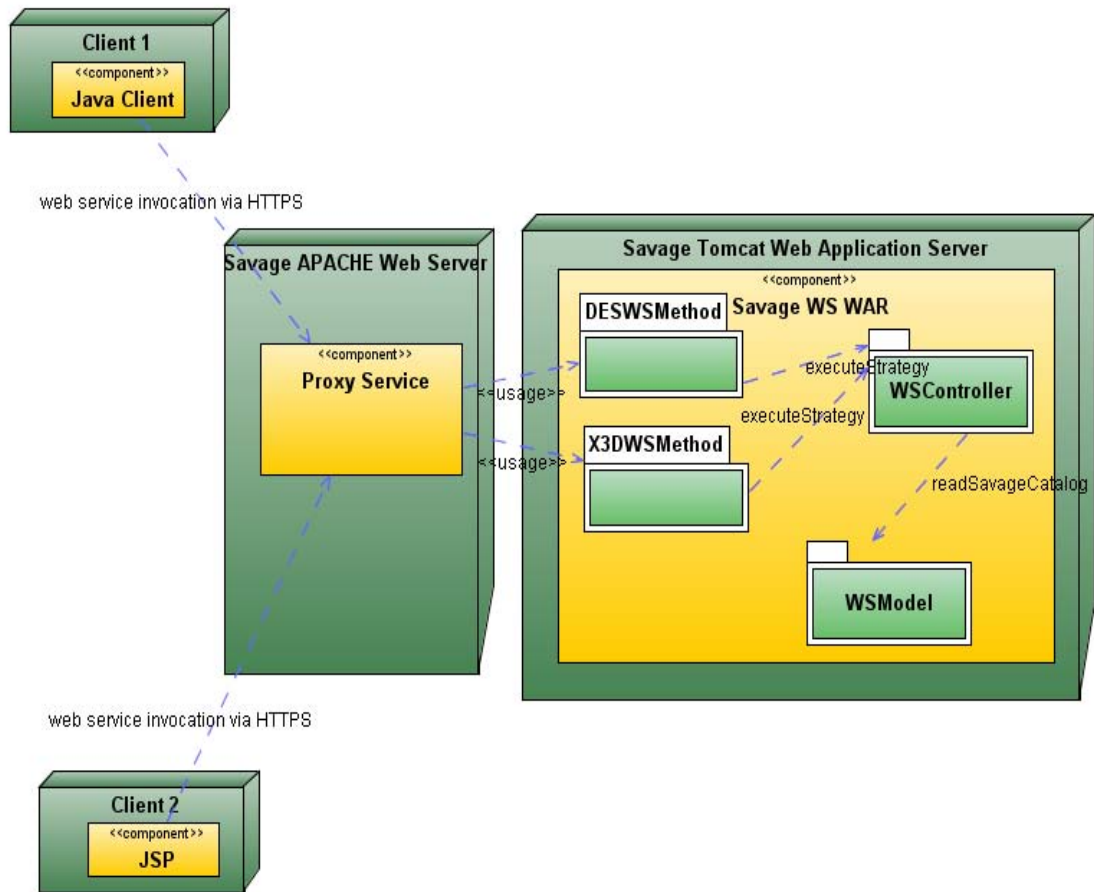 Client 1
<<component>>
Java Client
web service invocation via HTTPS
Savage APACHE Web Server
<<component>>
Proxy Service
<<usage>>
<<usage>>
Savage Tomcat Web Application Server
<<component>>
Savage WS WAR
DESWSMethod
executeStrategy
WSController
executeStrategy
X3DWSMethod
readSavageCatalog
WSModel
web service invocation via HTTPS
Client 2
<<component>>
JSP